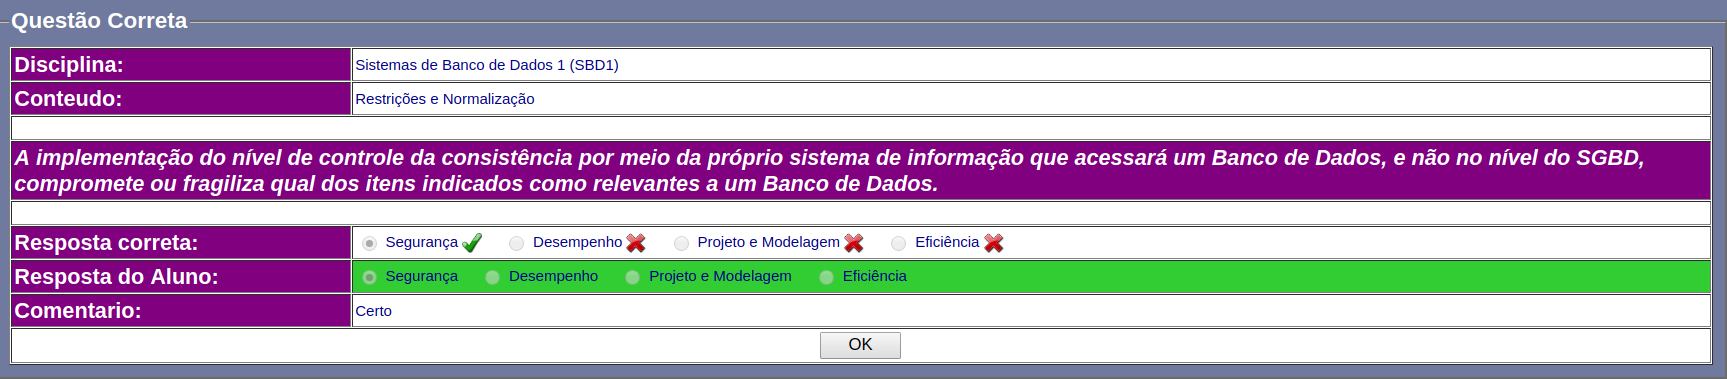 Questão Correta
Disciplina: Sistemas de Banco de Dados 1 (SBD1)
Conteudo: Restrições e Normalização
A implementação do nível de controle da consistência por meio da próprio sistema de informação que acessará um Banco de Dados, e não no nível do SGBD,
compromete ou fragiliza qual dos itens indicados como relevantes a um Banco de Dados.
Resposta correta: Segurança Desempenho Projeto e Modelagem Eficiência
Resposta do Aluno: Segurança Desempenho Projeto e Modelagem Eficiência
Comentario: Certo
OK